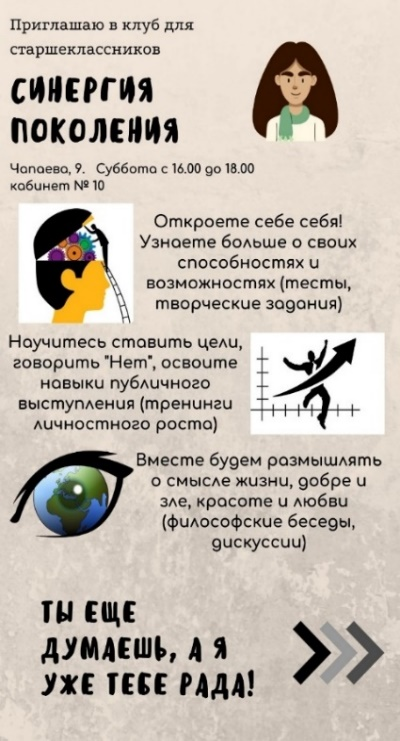 Приглашаю в клуб для
старшеклассников
СИНЕРГИЯ
ПОКОЛЕНИЯ
Чапаева, 9. Суббота с 16.00 до 18.00
кабинет № 10
Откроете себе себя!
Узнаете больше о своих
способностях и
возможностях (тесты,
творческие задания)
Научитесь ставить цели,
говорить "Нет", освоите
навыки публичного
выступления (тренинги
личностного роста)
Вместе будем размышлять
о смысле жизни, добре и
зле, красоте и любви
(философские беседы,
дискуссии)
ТЫ ЕЩЕ
ДУМАЕШЬ, А Я
УЖЕ ТЕБЕ РАДА!